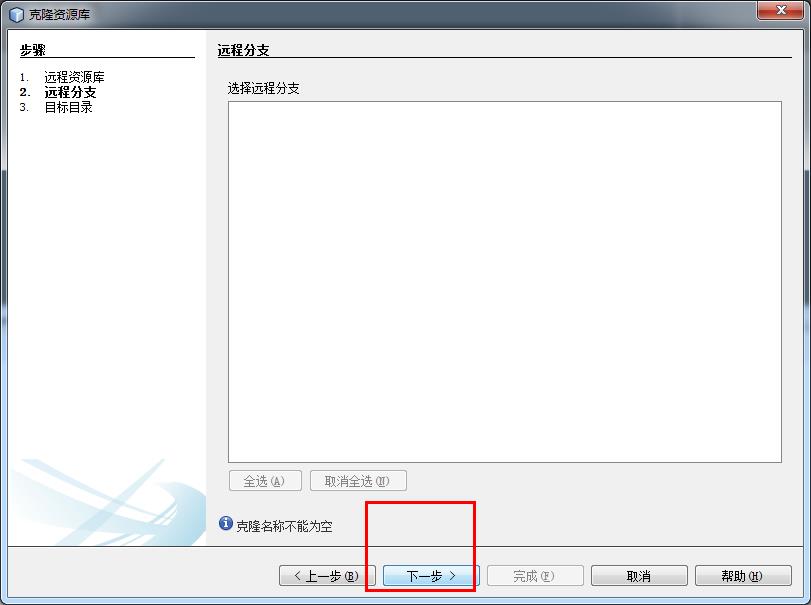 克隆资源库
步骤
1. 远程资源库
2. 远程分支
3. 目标目录
远程分支
选择远程分支
全选(A) 取消全选(N)
克隆名称不能为空
< 上一步(B) 下一步 > 完成(F) 取消 帮助(H)